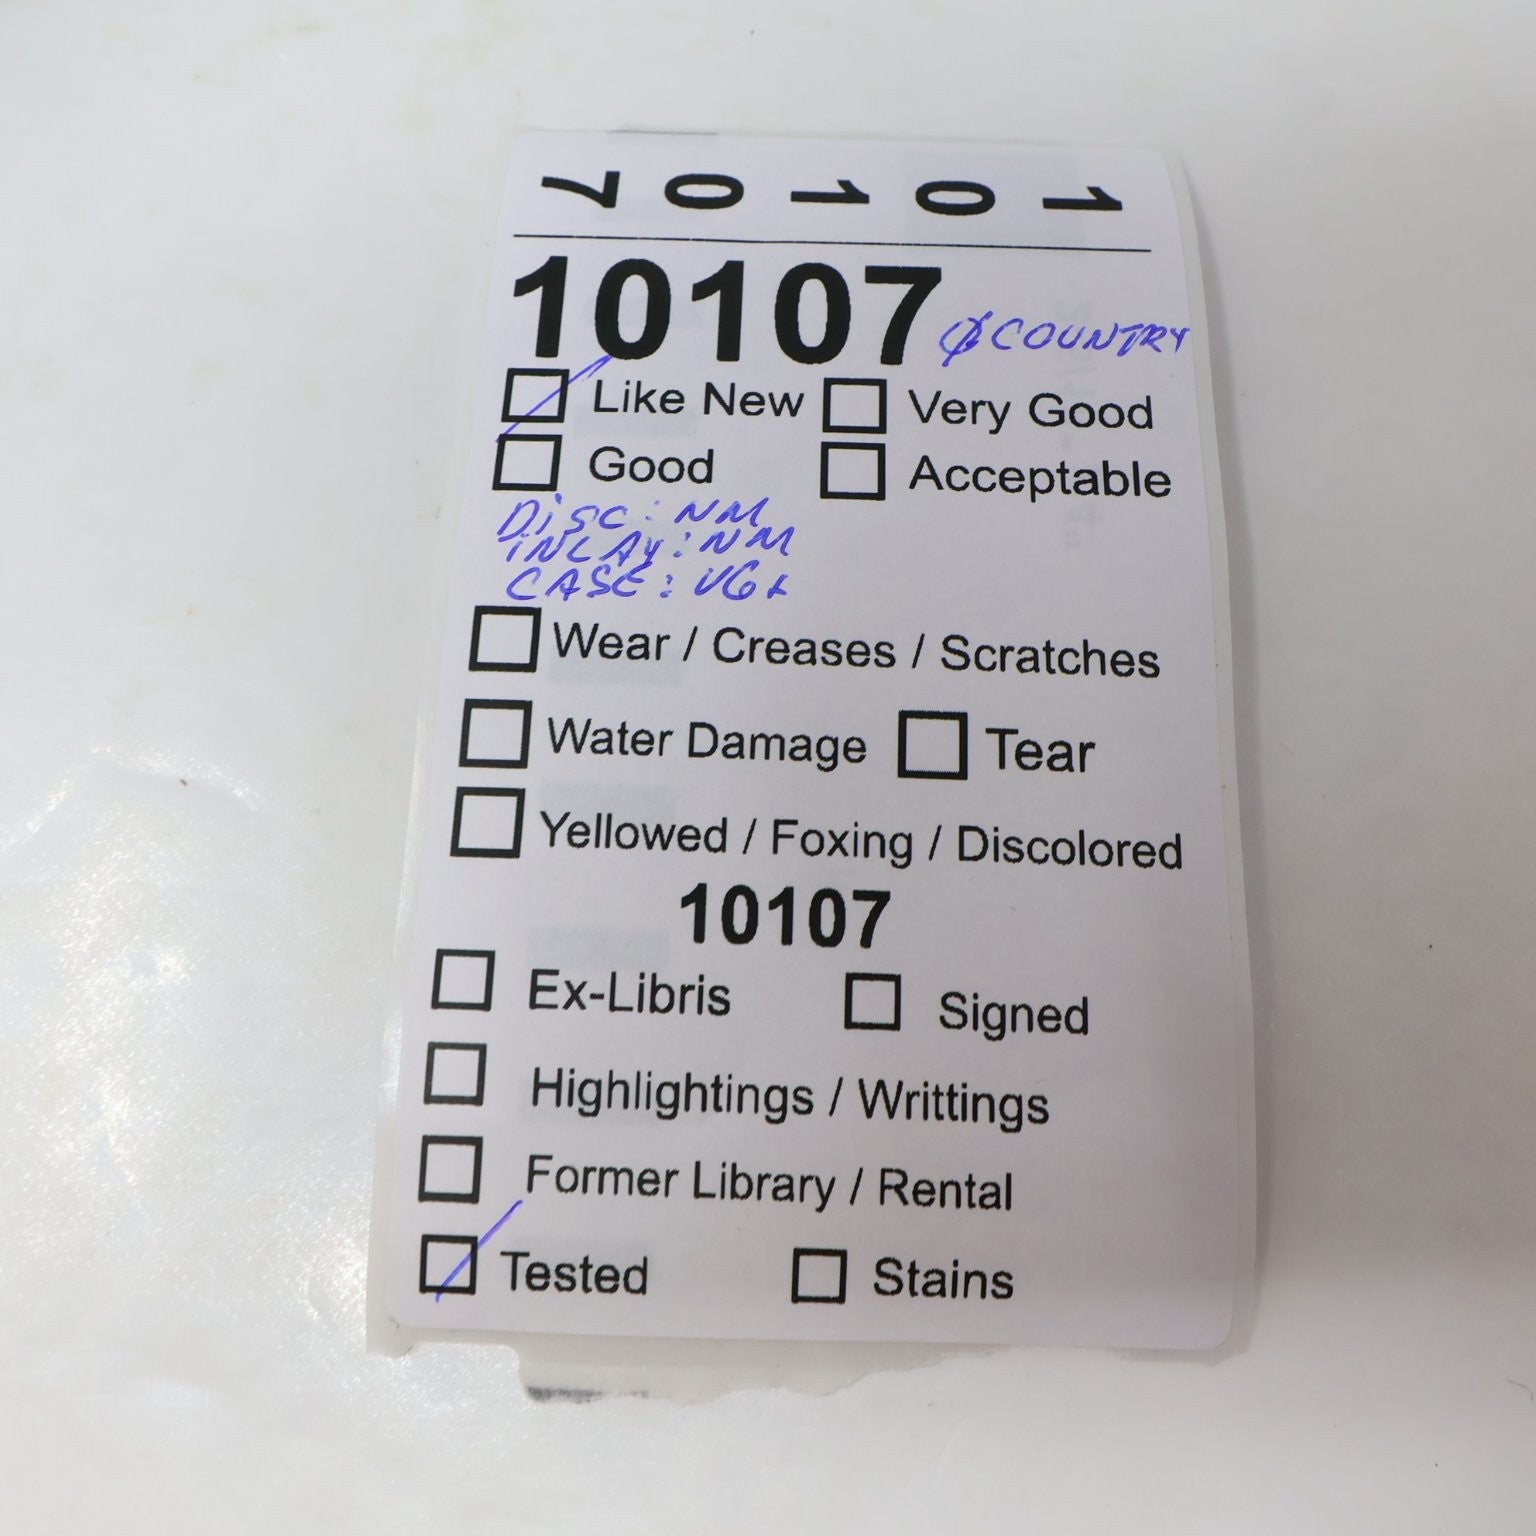 10107
10107 Ø COUNTRY
Like New Very Good
Good Acceptable
DISC: NM
INLAY: NM
CASE: VG+
Wear / Creases / Scratches
Water Damage Tear
Yellowed / Foxing / Discolored
10107
Ex-Libris Signed
Highlightings / Writtings
Former Library / Rental
Tested Stains